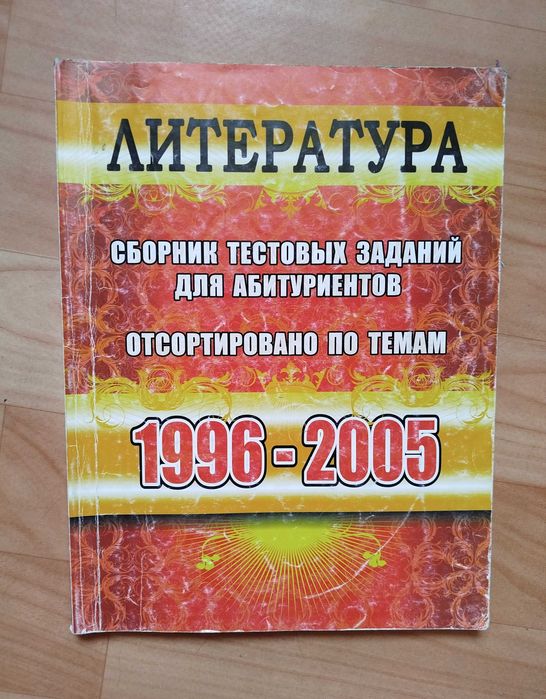 ЛИТЕРАТУРА
СБОРНИК ТЕСТОВЫХ ЗАДАНИЙ
ДЛЯ АБИТУРИЕНТОВ
ОТСОРТИРОВАНО ПО ТЕМАМ
1996-2005